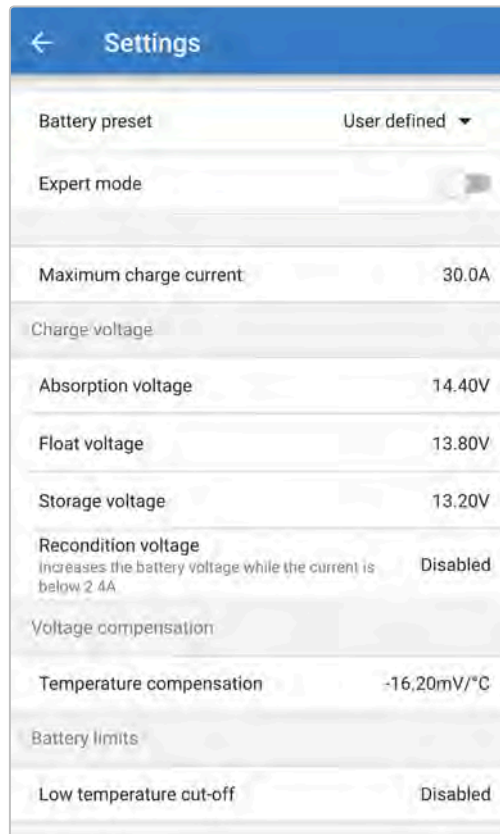 Settings
Battery preset User defined
Expert mode
Maximum charge current 30.0A
Charge voltage
Absorption voltage 14.40V
Float voltage 13.80V
Storage voltage 13.20V
Recondition voltage Disabled
Increases the battery voltage while the current is
below 2.4A
Voltage compensation
Temperature compensation -16.20mV/°C
Battery limits
Low temperature cut-off Disabled